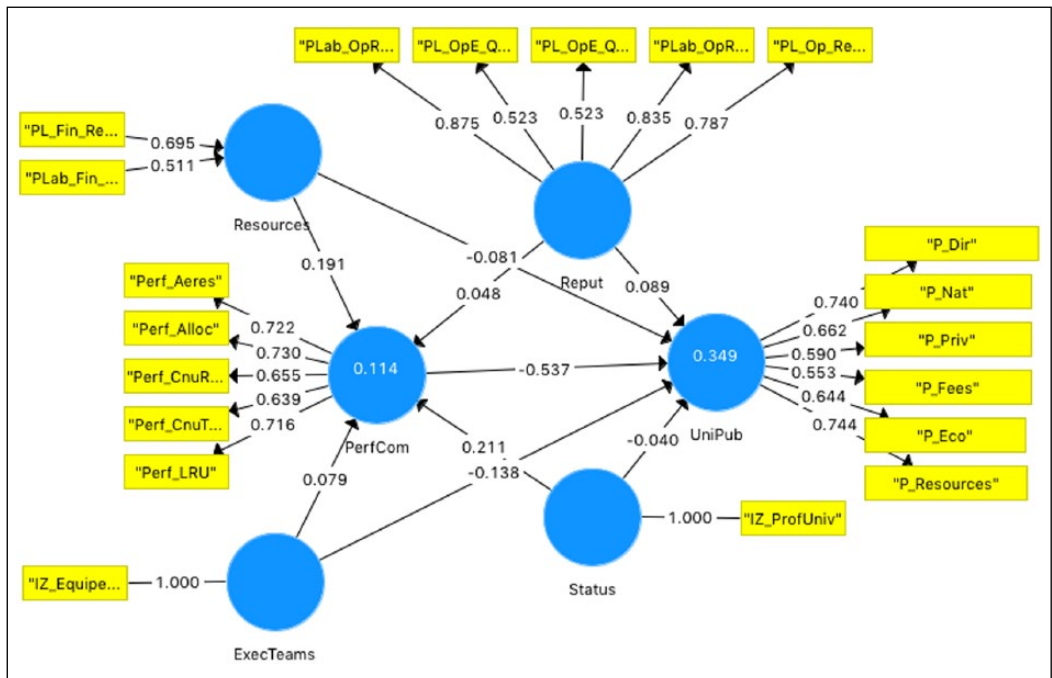 "PLab_OpR...
"PL_OpE_Q...
"PL_OpE_Q...
"PLab_OpR...
"PL_Op_Re...
0.875
0.523
0.523
0.835
0.787
"PL_Fin_Re...
0.695
"PLab_Fin_...
0.511
Resources
Reput
0.191
-0.081
0.048
0.089
"P_Dir"
"P_Nat"
"P_Priv"
"P_Fees"
"P_Eco"
"P_Resources"
0.740
0.662
0.590
0.553
0.644
0.744
"Perf_Aeres"
"Perf_Alloc"
"Perf_CnuR...
"Perf_CnuT...
"Perf_LRU"
0.722
0.730
0.655
0.639
0.716
0.114
PerfCom
-0.537
0.349
UniPub
0.079
0.211
-0.138
-0.040
"IZ_Equipe...
1.000
ExecTeams
Status
1.000
"IZ_ProfUniv"